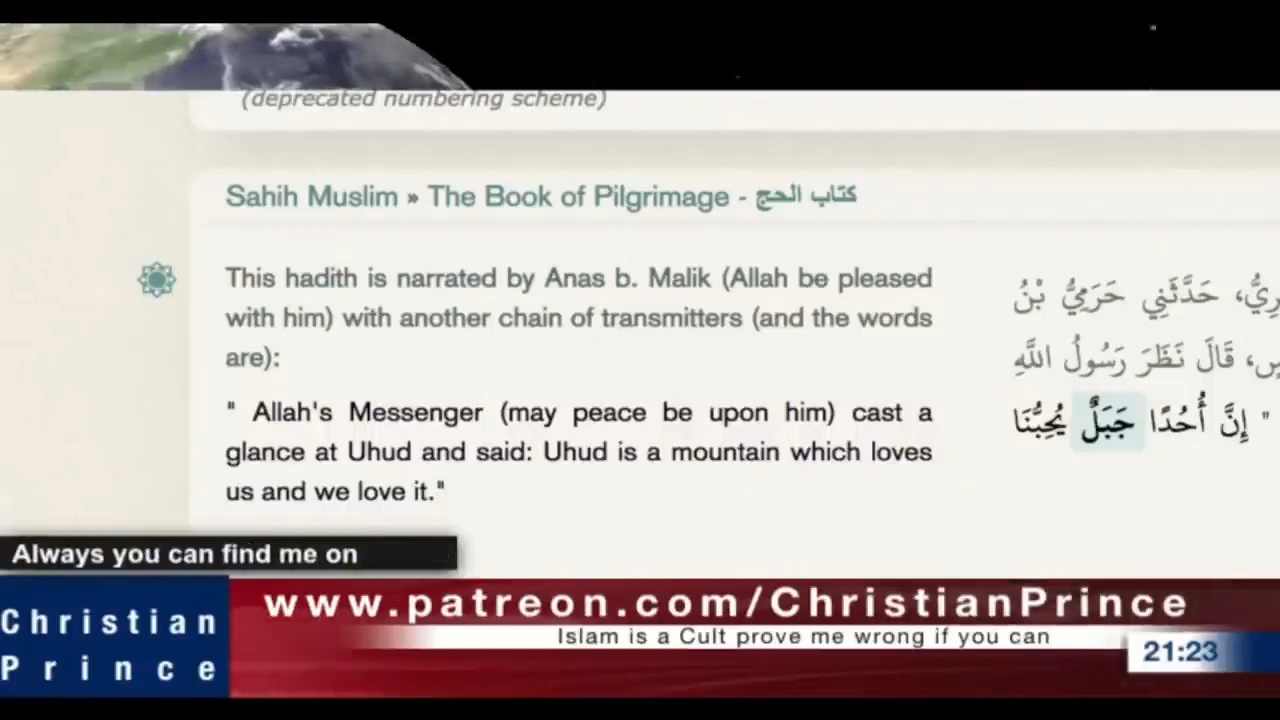 (deprecated numbering scheme)
Sahih Muslim » The Book of Pilgrimage - كتاب الحج
This hadith is narrated by Anas b. Malik (Allah be pleased
with him) with another chain of transmitters (and the words
are):
" Allah's Messenger (may peace be upon him) cast a
glance at Uhud and said: Uhud is a mountain which loves
us and we love it."
حَدَّثَنِي حَرَمِيُّ بْنُ
قَالَ نَظَرَ رَسُولُ اللَّهِ
" إِنَّ أُحُدًا جَبَلٌ يُحِبُّنَا
Always you can find me on
Christian
Prince
www.patreon.com/ChristianPrince
Islam is a Cult prove me wrong if you can
21:23